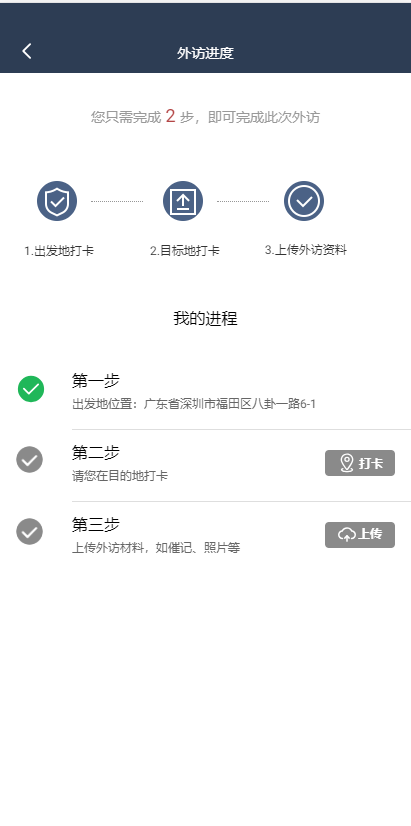 外访进度
您只需完成 2 步，即可完成此次外访
1.出发地打卡 2.目标地打卡 3.上传外访资料
我的进程
第一步
出发地位置：广东省深圳市福田区八卦一路6-1
第二步
请您在目的地打卡
打卡
第三步
上传外访材料，如催记、照片等
上传